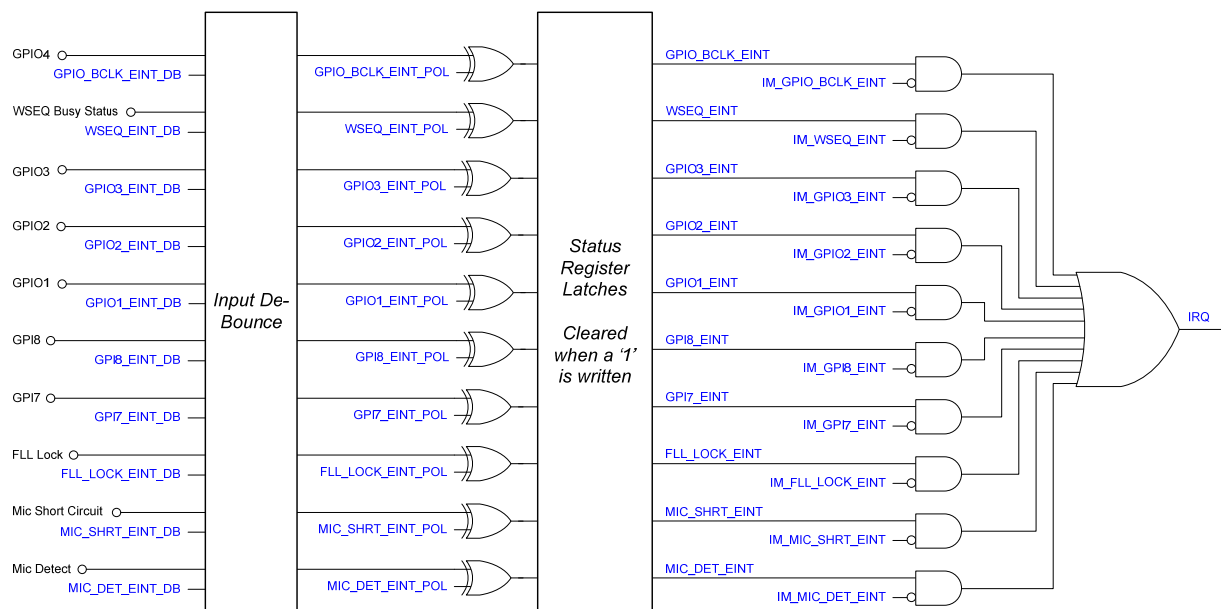 GPIO4
GPIO_BCLK_EINT_DB
GPIO_BCLK_EINT_POL
GPIO_BCLK_EINT
IM_GPIO_BCLK_EINT
WSEQ Busy Status
WSEQ_EINT_DB
WSEQ_EINT_POL
WSEQ_EINT
IM_WSEQ_EINT
GPIO3
GPIO3_EINT_DB
GPIO3_EINT_POL
GPIO3_EINT
IM_GPIO3_EINT
GPIO2
GPIO2_EINT_DB
GPIO2_EINT_POL
GPIO2_EINT
IM_GPIO2_EINT
GPIO1
GPIO1_EINT_DB
GPIO1_EINT_POL
GPIO1_EINT
IM_GPIO1_EINT
Input De-
Bounce
Status
Register
Latches
Cleared
when a ‘1’
is written
IRQ
GPI8
GPI8_EINT_DB
GPI8_EINT_POL
GPI8_EINT
IM_GPI8_EINT
GPI7
GPI7_EINT_DB
GPI7_EINT_POL
GPI7_EINT
IM_GPI7_EINT
FLL Lock
FLL_LOCK_EINT_DB
FLL_LOCK_EINT_POL
FLL_LOCK_EINT
IM_FLL_LOCK_EINT
Mic Short Circuit
MIC_SHRT_EINT_DB
MIC_SHRT_EINT_POL
MIC_SHRT_EINT
IM_MIC_SHRT_EINT
Mic Detect
MIC_DET_EINT_DB
MIC_DET_EINT_POL
MIC_DET_EINT
IM_MIC_DET_EINT